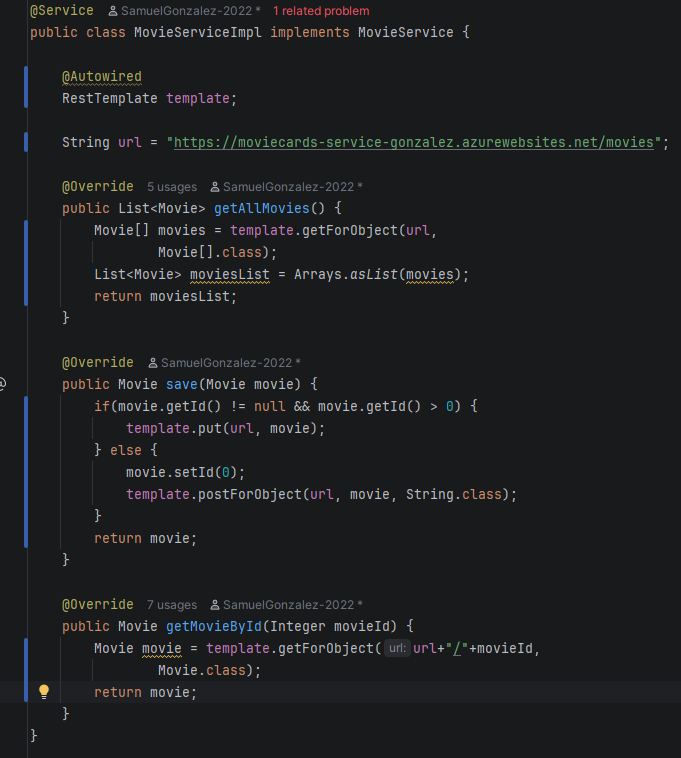 @Service SamuelGonzalez-2022 * 1 related problem
public class MovieServiceImpl implements MovieService {
@Autowired
RestTemplate template;
String url = "https://moviecards-service-gonzalez.azurewebsites.net/movies";
@Override 5 usages SamuelGonzalez-2022 *
public List<Movie> getAllMovies() {
Movie[] movies = template.getForObject(url,
Movie[].class);
List<Movie> moviesList = Arrays.asList(movies);
return moviesList;
}
@Override SamuelGonzalez-2022 *
public Movie save(Movie movie) {
if(movie.getId() != null && movie.getId() > 0) {
template.put(url, movie);
} else {
movie.setId(0);
template.postForObject(url, movie, String.class);
}
return movie;
}
@Override 7 usages SamuelGonzalez-2022 *
public Movie getMovieById(Integer movieId) {
Movie movie = template.getForObject( url: url+"/"+movieId,
Movie.class);
return movie;
}
}